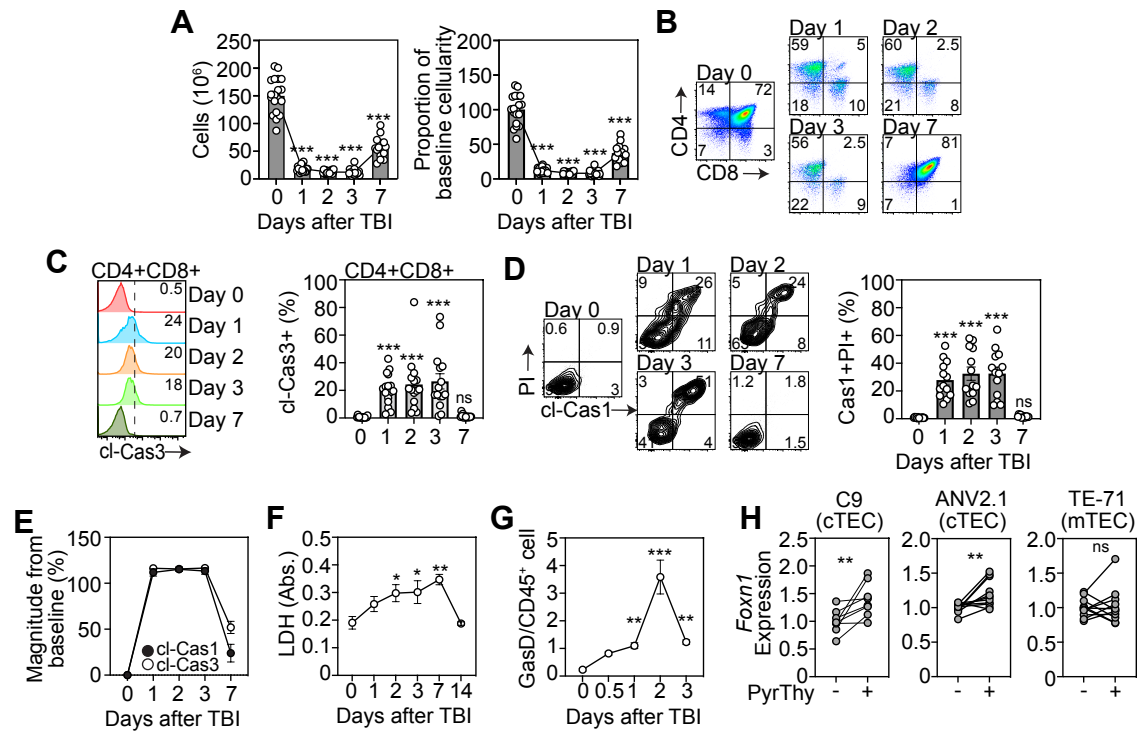 A
250
200
150
100
50
0
Cells (10⁶)
***
***
***
***
0 1 2 3 7
Days after TBI
200
150
100
50
0
Proportion of
baseline cellularity
***
***
***
***
0 1 2 3 7
Days after TBI
B
Day 0
14 72
7 3
CD4
CD8
Day 1
59 5
18 10
Day 2
60 2.5
21 8
Day 3
56 2.5
22 9
Day 7
7 81
7 1
C
CD4+CD8+
0.5 Day 0
24 Day 1
20 Day 2
18 Day 3
0.7 Day 7
cl-Cas3
CD4+CD8+
100
80
60
40
20
0
cl-Cas3+ (%)
***
***
***
ns
0 1 2 3 7
Days after TBI
D
Day 0
0.6 0.9
3
PI
cl-Cas1
Day 1
9 26
11
Day 2
5 24
63 8
Day 3
3 51
4 4
Day 7
1.2 1.8
1.5
100
80
60
40
20
0
Cas1+PI+ (%)
***
***
***
ns
0 1 2 3 7
Days after TBI
E
150
100
50
0
Magnitude from
baseline (%)
cl-Cas1
cl-Cas3
0 1 2 3 7
Days after TBI
F
0.5
0.4
0.3
0.2
0.1
0
LDH (Abs.)
*
*
**
0 1 2 3 7 14
Days after TBI
G
5
4
3
2
1
0
GasD/CD45⁺ cell
**
***
**
0 0.5 1 2 3
Days after TBI
H
C9
(cTEC)
2.5
2.0
1.5
1.0
0.5
0
Foxn1
Expression
**
PyrThy - +
ANV2.1
(cTEC)
2.0
1.5
1.0
0.5
0
**
- +
TE-71
(mTEC)
2.0
1.5
1.0
0.5
0
ns
- +